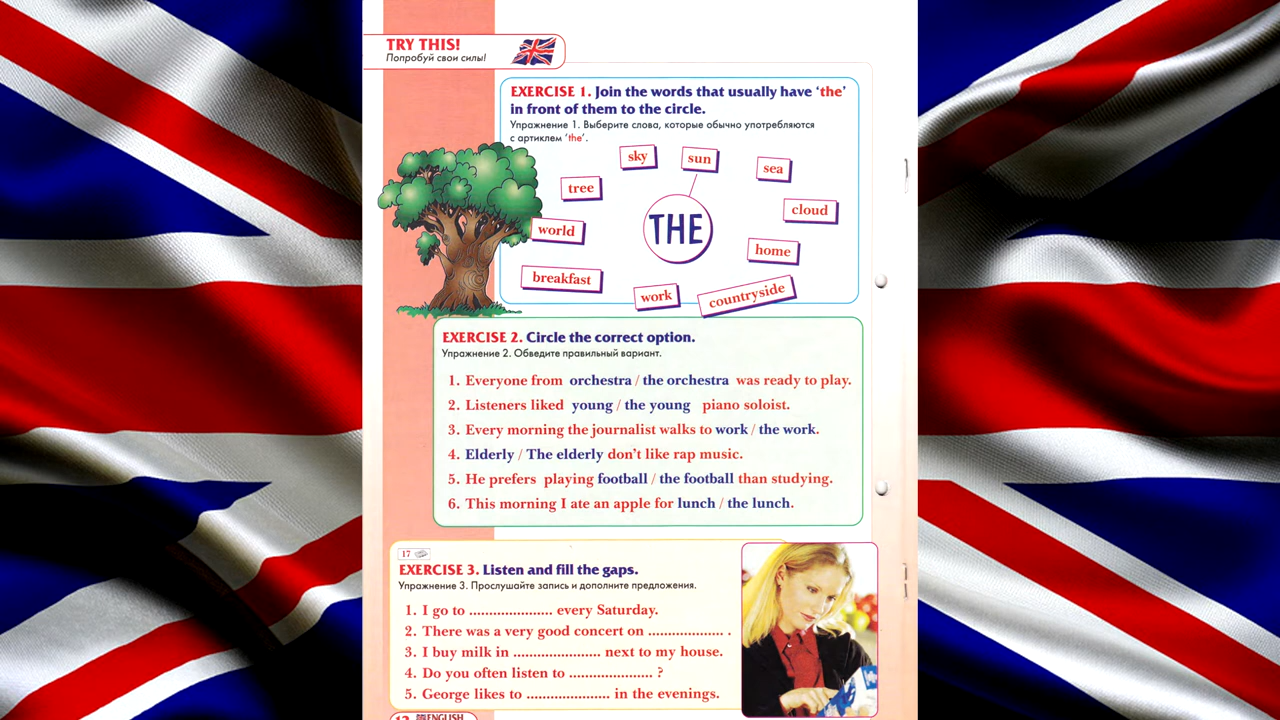 TRY THIS!
Попробуй свои силы!
EXERCISE 1. Join the words that usually have ‘the’
in front of them to the circle.
Упражнение 1. Выберите слова, которые обычно употребляются
с артиклем ‘the’.
sky
sun
sea
tree
cloud
world
THE
home
breakfast
work
countryside
EXERCISE 2. Circle the correct option.
Упражнение 2. Обведите правильный вариант.
1. Everyone from orchestra / the orchestra was ready to play.
2. Listeners liked young / the young piano soloist.
3. Every morning the journalist walks to work / the work.
4. Elderly / The elderly don’t like rap music.
5. He prefers playing football / the football than studying.
6. This morning I ate an apple for lunch / the lunch.
17
EXERCISE 3. Listen and fill the gaps.
Упражнение 3. Прослушайте запись и дополните предложения.
1. I go to ..................... every Saturday.
2. There was a very good concert on ................... .
3. I buy milk in ...................... next to my house.
4. Do you often listen to ..................... ?
5. George likes to ..................... in the evenings.
ENGLISH